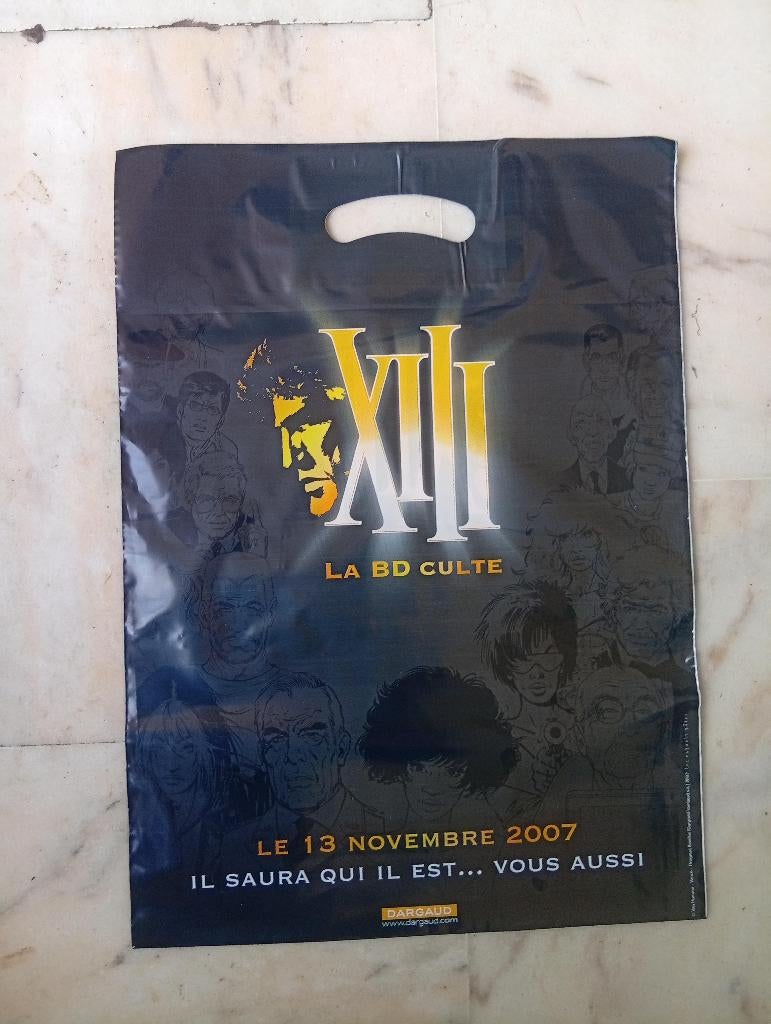 XIII
LA BD CULTE
LE 13 NOVEMBRE 2007
IL SAURA QUI IL EST... VOUS AUSSI
DARGAUD
www.dargaud.com